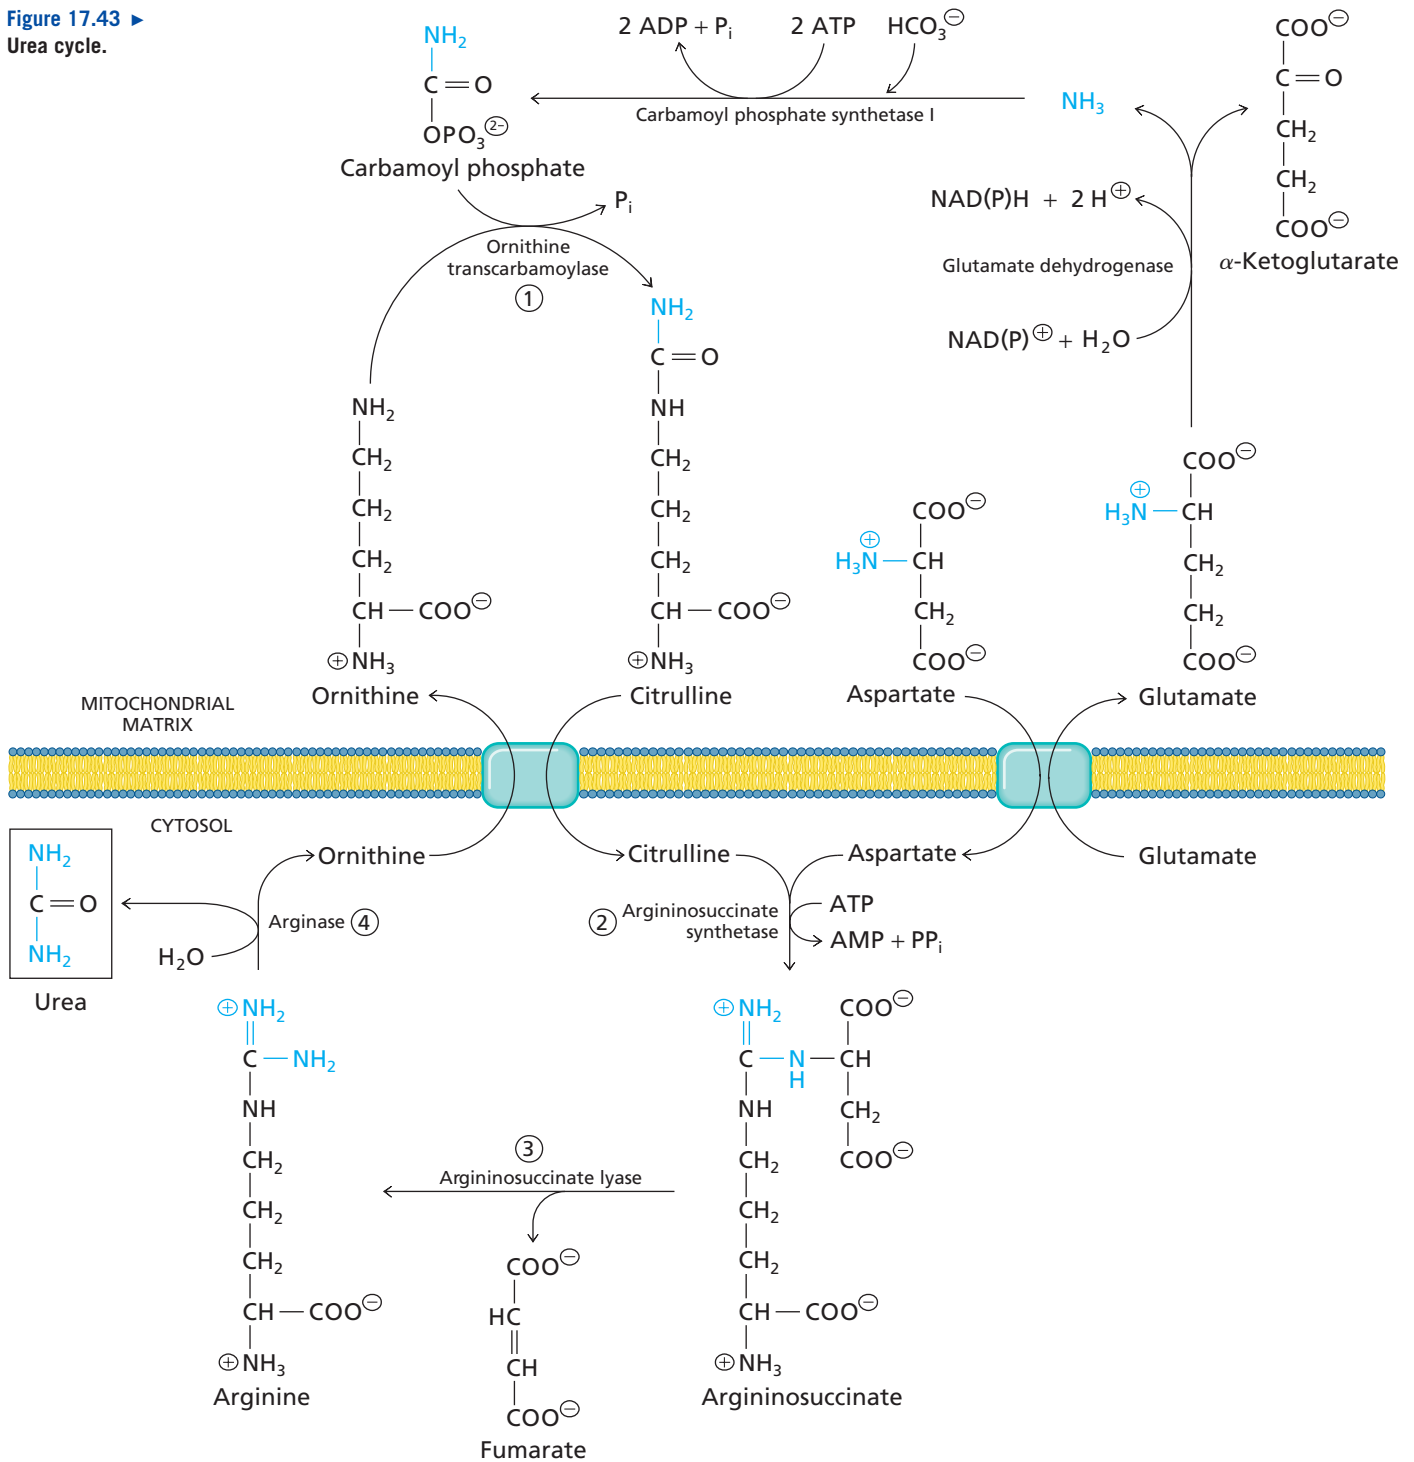 Figure 17.43 ►
Urea cycle.
NH₂
C=O
OPO₃²⁻
Carbamoyl phosphate
2 ADP + Pᵢ
2 ATP
HCO₃⊖
Carbamoyl phosphate synthetase I
NH₃
COO⊖
C=O
CH₂
CH₂
COO⊖
α-Ketoglutarate
Pᵢ
Ornithine
transcarbamoylase
①
NAD(P)H + 2 H⊕
Glutamate dehydrogenase
NAD(P)⊕ + H₂O
NH₂
CH₂
CH₂
CH₂
CH—COO⊖
⊕NH₃
Ornithine
NH₂
C=O
NH
CH₂
CH₂
CH₂
CH—COO⊖
⊕NH₃
Citrulline
COO⊖
⊕
H₃N—CH
CH₂
COO⊖
Aspartate
COO⊖
⊕
H₃N—CH
CH₂
CH₂
COO⊖
Glutamate
MITOCHONDRIAL
MATRIX
CYTOSOL
Ornithine
Citrulline
Aspartate
Glutamate
NH₂
C=O
NH₂
Urea
Arginase ④
H₂O
② Argininosuccinate
synthetase
ATP
AMP + PPᵢ
⊕NH₂
C—NH₂
NH
CH₂
CH₂
CH₂
CH—COO⊖
⊕NH₃
Arginine
③
Argininosuccinate lyase
COO⊖
HC
CH
COO⊖
Fumarate
⊕NH₂
COO⊖
C—N—CH
H
NH
CH₂
CH₂
COO⊖
CH₂
CH₂
CH—COO⊖
⊕NH₃
Argininosuccinate